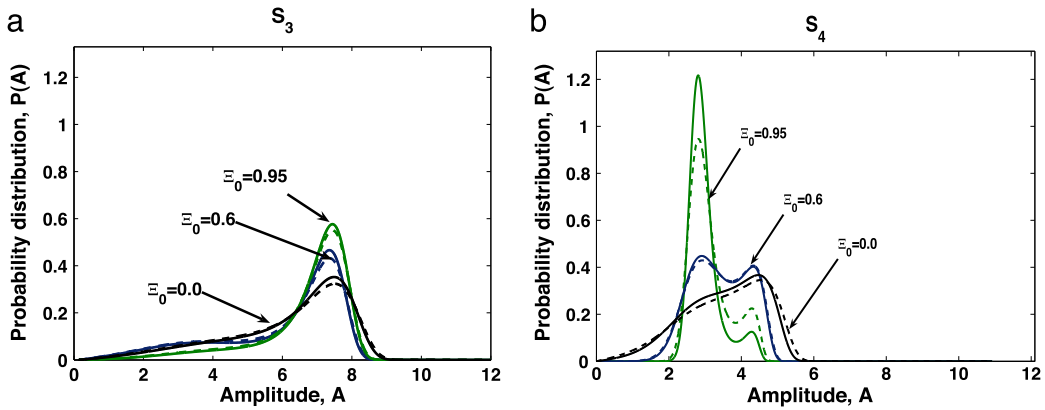 a
S3
Probability distribution, P(A)
1.2
1
0.8
0.6
0.4
0.2
0
Ξ0=0.95
Ξ0=0.6
Ξ0=0.0
0 2 4 6 8 10 12
Amplitude, A
b
S4
Probability distribution, P(A)
1.2
1
0.8
0.6
0.4
0.2
0
Ξ0=0.95
Ξ0=0.6
Ξ0=0.0
0 2 4 6 8 10 12
Amplitude, A